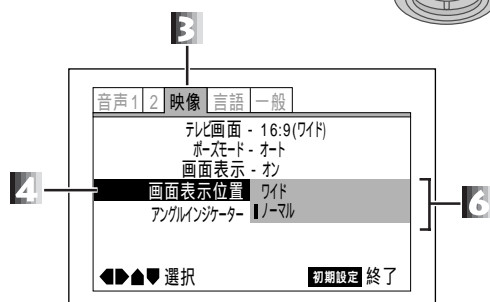 3
音声1 2 映像 言語 一般
テレビ画面 - 16:9(ワイド)
ポーズモード - オート
画面表示 - オン
4
画面表示位置 ワイド
アングルインジケーター ノーマル
6
選択 初期設定 終了